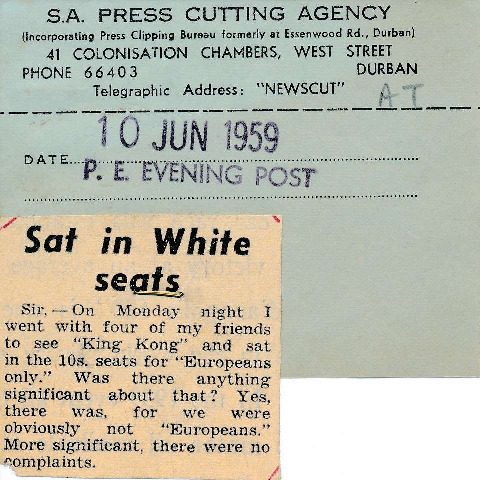 S.A. PRESS CUTTING AGENCY
(Incorporating Press Clipping Bureau formerly at Essenwood Rd., Durban)
41 COLONISATION CHAMBERS, WEST STREET
PHONE 66403 DURBAN
Telegraphic Address: "NEWSCUT"
AT
10 JUN 1959
DATE
P. E. EVENING POST
Sat in White
seats
Sir, — On Monday night I
went with four of my friends
to see "King Kong" and sat
in the 10s. seats for "Europeans
only." Was there anything
significant about that? Yes,
there was, for we were
obviously not "Europeans."
More significant, there were no
complaints.